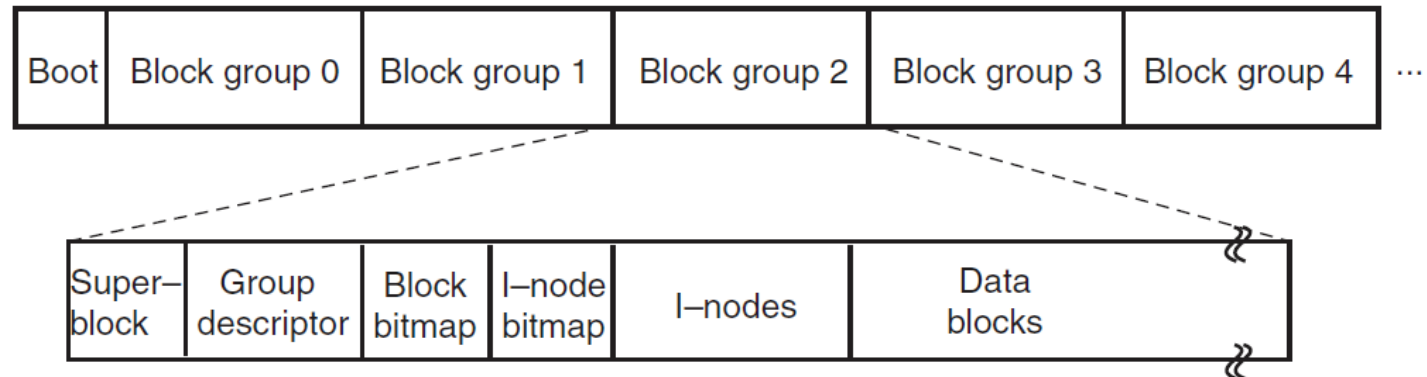 Boot Block group 0 Block group 1 Block group 2 Block group 3 Block group 4 ...
Super–
block
Group
descriptor
Block
bitmap
I–node
bitmap
I–nodes
Data
blocks